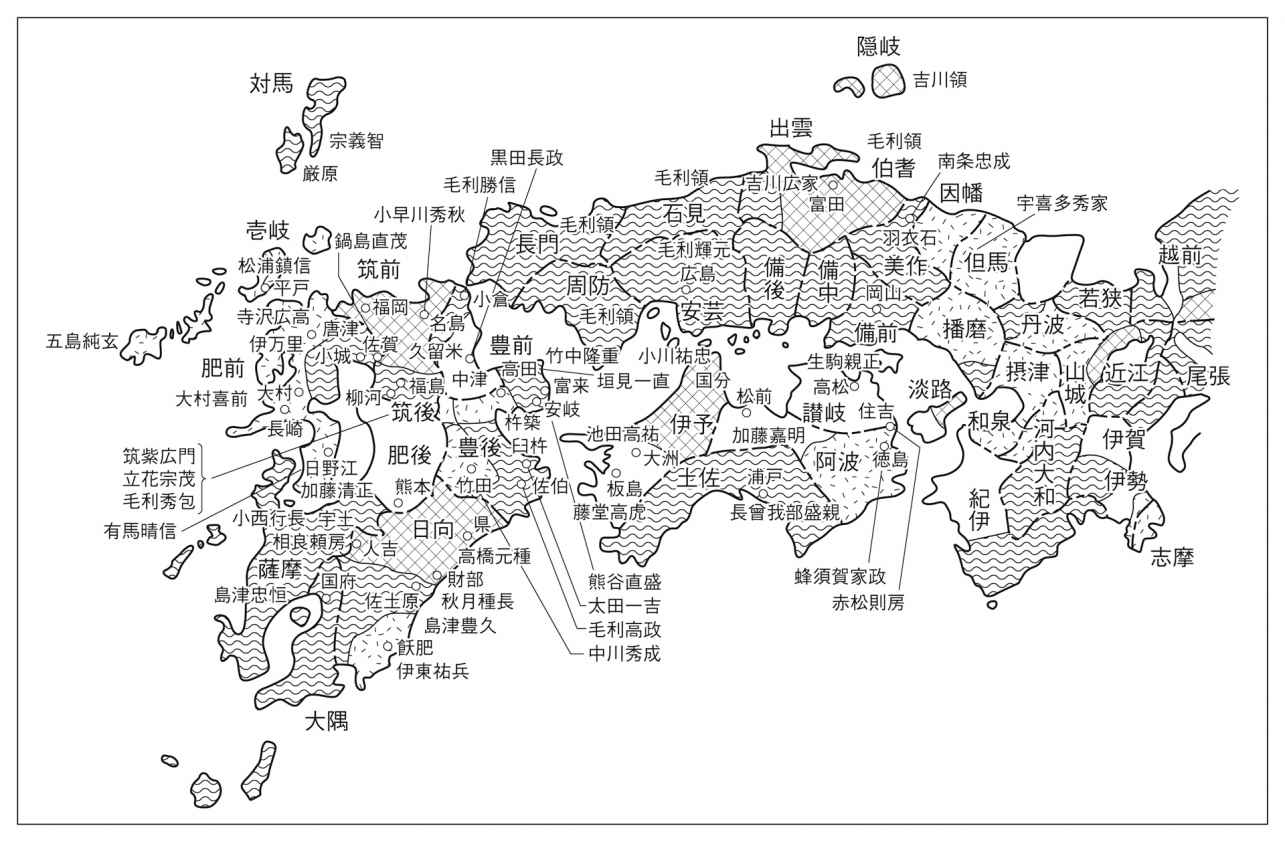 隠岐
吉川領
対馬
宗義智
厳原
出雲
毛利領
伯耆
南条忠成
因幡
宇喜多秀家
黒田長政
毛利勝信
小早川秀秋
毛利領
吉川広家
富田
羽衣石
石見
毛利領
長門
壱岐
鍋島直茂
筑前
松浦鎮信
平戸
毛利輝元
広島
備後
備中
美作
岡山
但馬
越前
若狭
周防
毛利領
安芸
備前
播磨
丹波
福岡
小倉
名島
寺沢広高
唐津
伊万里
小城
佐賀
久留米
豊前
五島純玄
肥前
竹中隆重
小川祐忠
生駒親正
摂津
山城
近江
尾張
高田
垣見一直
国分
高松
淡路
中津
福島
富来
松前
讃岐
住吉
大村喜前
大村
柳河
筑後
安岐
伊予
和泉
河内
大和
伊賀
長崎
杵築
池田高祐
加藤嘉明
筑紫広門
立花宗茂
毛利秀包
日野江
肥後
豊後
臼杵
大洲
土佐
浦戸
阿波
徳島
伊勢
加藤清正
熊本
竹田
佐伯
板島
藤堂高虎
長曾我部盛親
紀伊
有馬晴信
小西行長
宇土
日向
県
相良頼房
人吉
高橋元種
志摩
薩摩
国府
財部
熊谷直盛
蜂須賀家政
島津忠恒
佐土原
秋月種長
太田一吉
赤松則房
島津豊久
毛利高政
飫肥
中川秀成
伊東祐兵
大隅